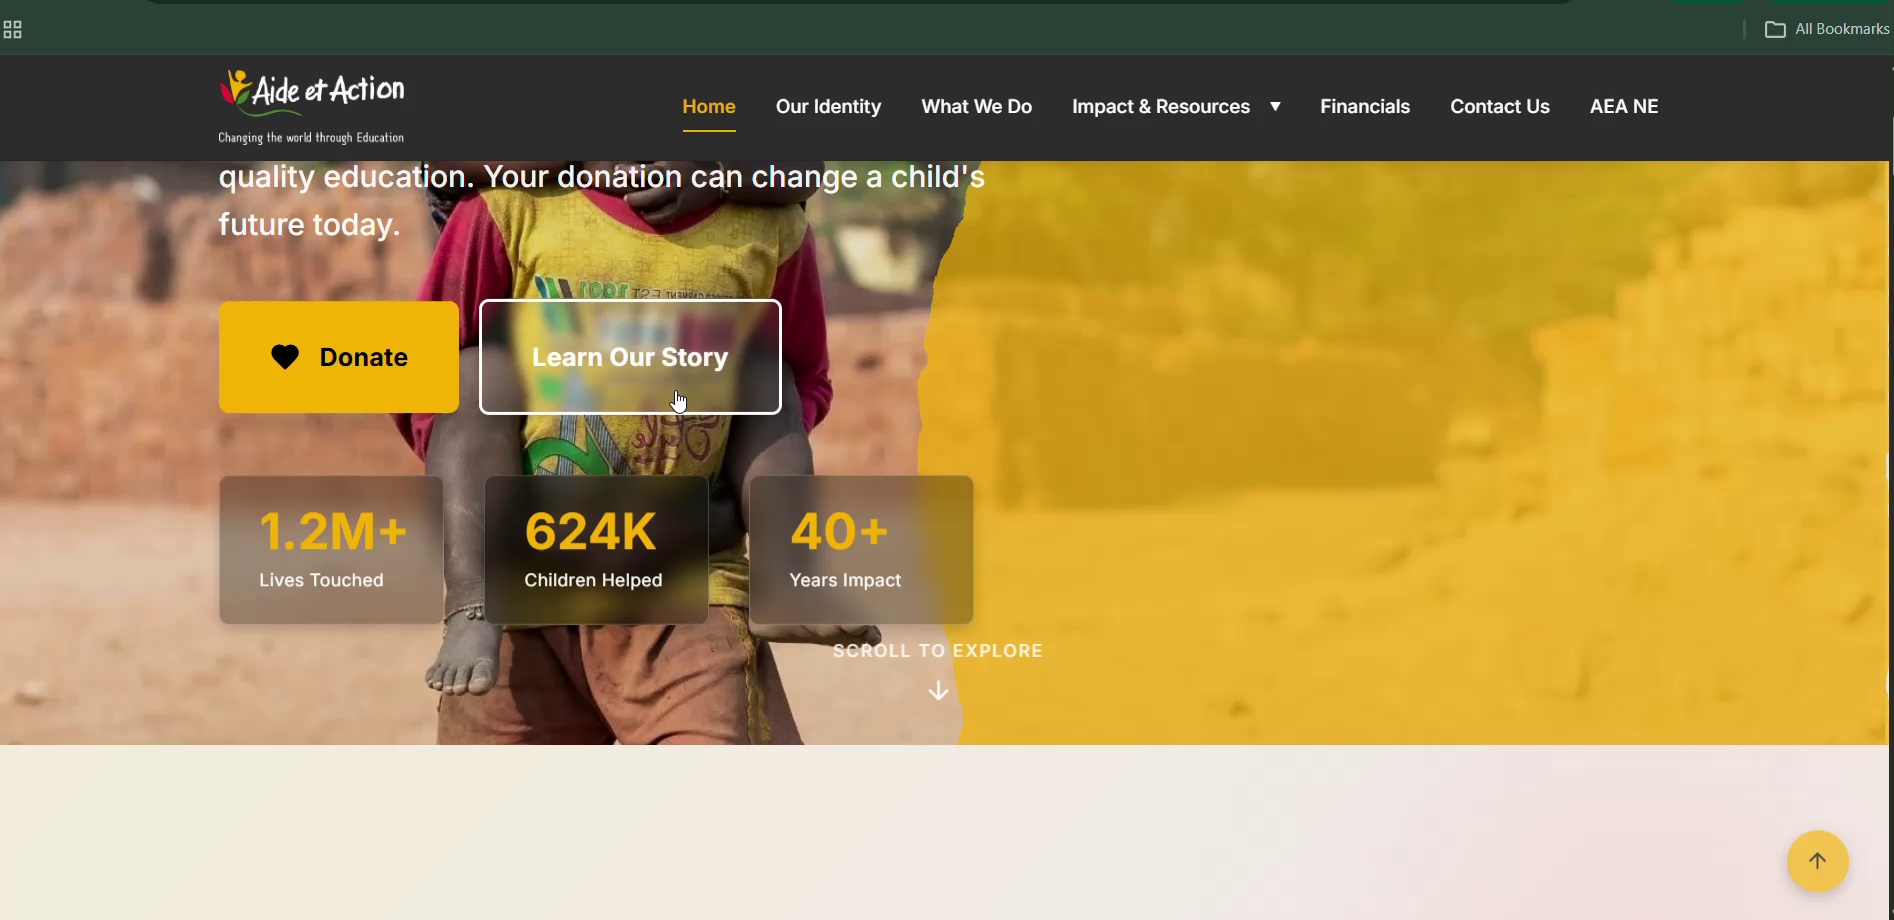 All Bookmarks
Aide et Action
Changing the world through Education
Home
Our Identity
What We Do
Impact & Resources ▼
Financials
Contact Us
AEA NE
quality education. Your donation can change a child's
future today.
Donate
Learn Our Story
1.2M+
Lives Touched
624K
Children Helped
40+
Years Impact
SCROLL TO EXPLORE